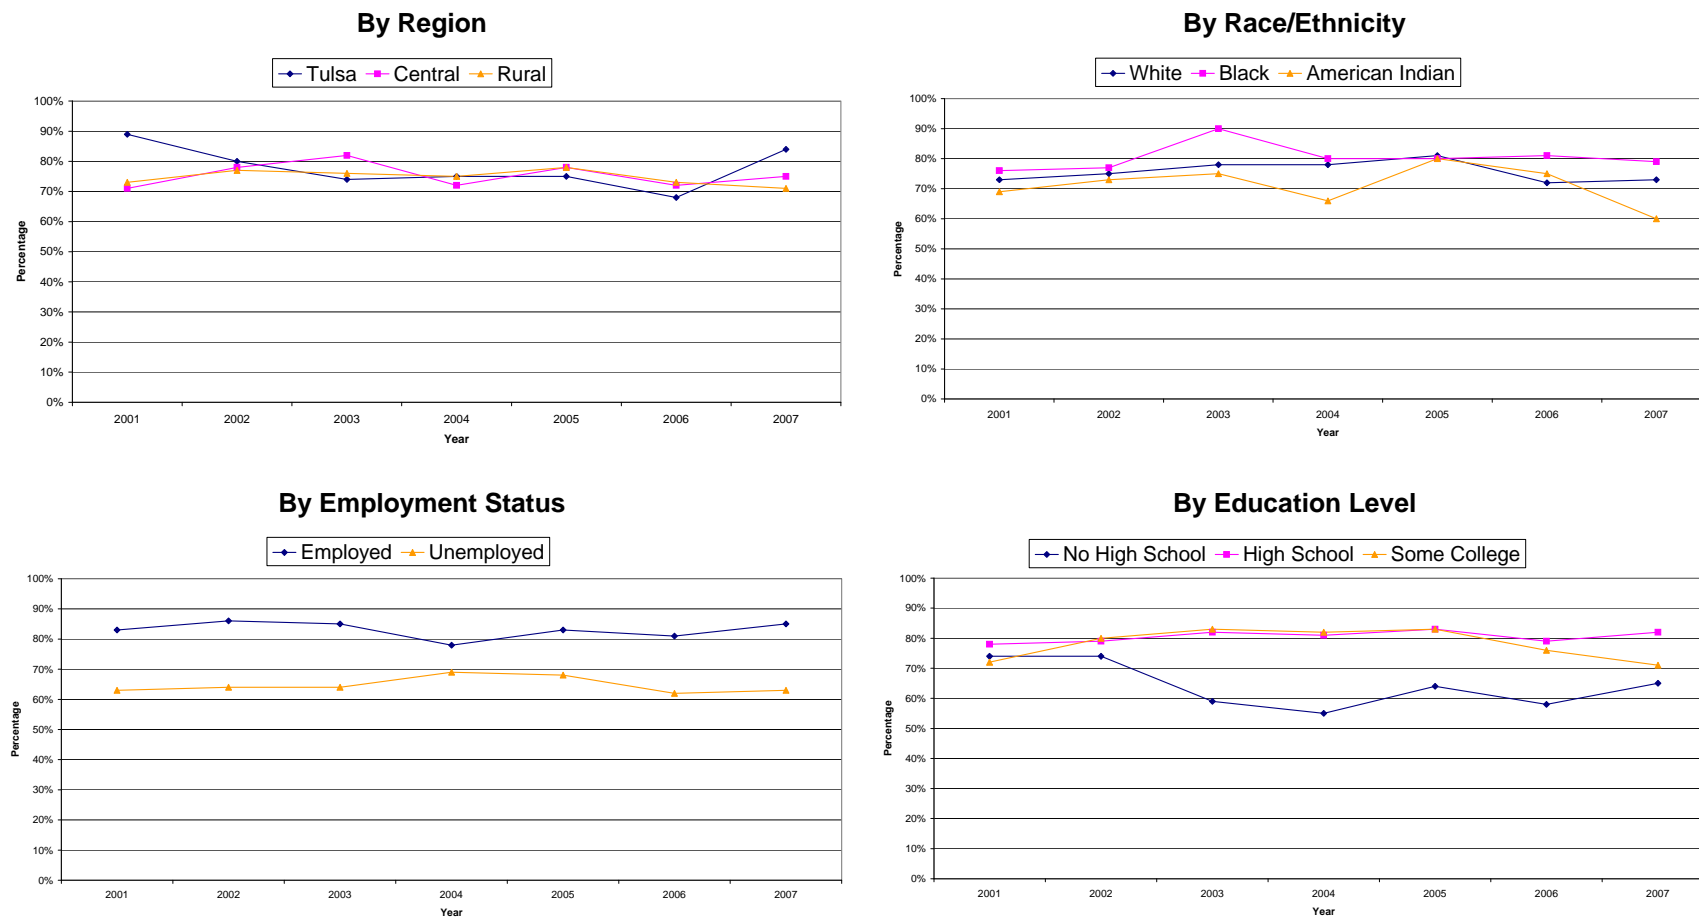 By Region
Tulsa Central Rural
100%
90%
80%
70%
60%
50%
40%
30%
20%
10%
0%
Percentage
2001 2002 2003 2004 2005 2006 2007
Year
By Race/Ethnicity
White Black American Indian
100%
90%
80%
70%
60%
50%
40%
30%
20%
10%
0%
Percentage
2001 2002 2003 2004 2005 2006 2007
Year
By Employment Status
Employed Unemployed
100%
90%
80%
70%
60%
50%
40%
30%
20%
10%
0%
Percentage
2001 2002 2003 2004 2005 2006 2007
Year
By Education Level
No High School High School Some College
100%
90%
80%
70%
60%
50%
40%
30%
20%
10%
0%
Percentage
2001 2002 2003 2004 2005 2006 2007
Year